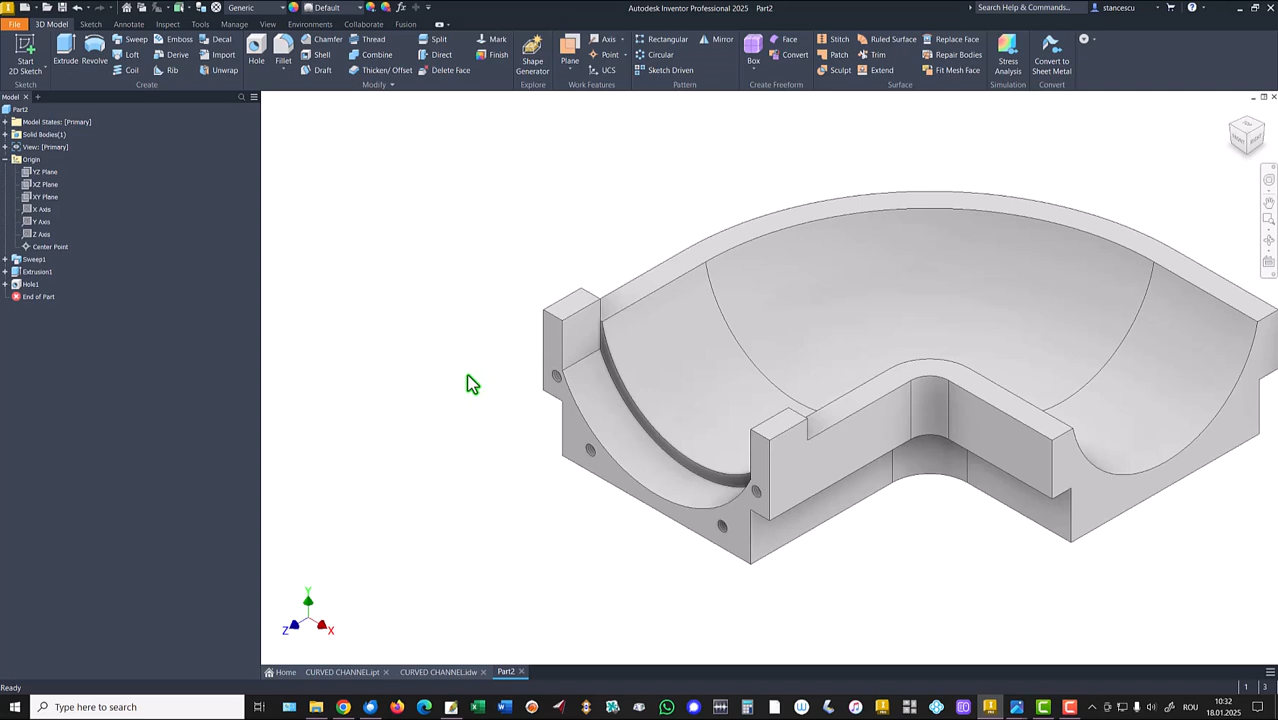 Generic
Default
Autodesk Inventor Professional 2025 Part2
Search Help & Commands...
stancescu
File 3D Model Sketch Annotate Inspect Tools Manage View Environments Collaborate Fusion
Start
2D Sketch
Extrude Revolve
Sweep Emboss Decal
Loft Derive Import
Coil Rib Unwrap
Hole Fillet
Chamfer Thread Split Mark
Shell Combine Direct Finish
Draft Thicken/ Offset Delete Face
Shape
Generator
Plane
Axis
Point
UCS
Rectangular Mirror
Circular
Sketch Driven
Box
Face
Convert
Stitch Ruled Surface Replace Face
Patch Trim Repair Bodies
Sculpt Extend Fit Mesh Face
Stress
Analysis
Convert to
Sheet Metal
Sketch Create Modify Explore Work Features Pattern Create Freeform Surface Simulation Convert
Model
Part2
Model States: [Primary]
Solid Bodies(1)
View: [Primary]
Origin
YZ Plane
XZ Plane
XY Plane
X Axis
Y Axis
Z Axis
Center Point
Sweep1
Extrusion1
Hole1
End of Part
TOP
FRONT RIGHT
Y
Z X
Home CURVED CHANNEL.ipt CURVED CHANNEL.idw Part2
Ready
1 3
Type here to search
ROU
10:32
18.01.2025